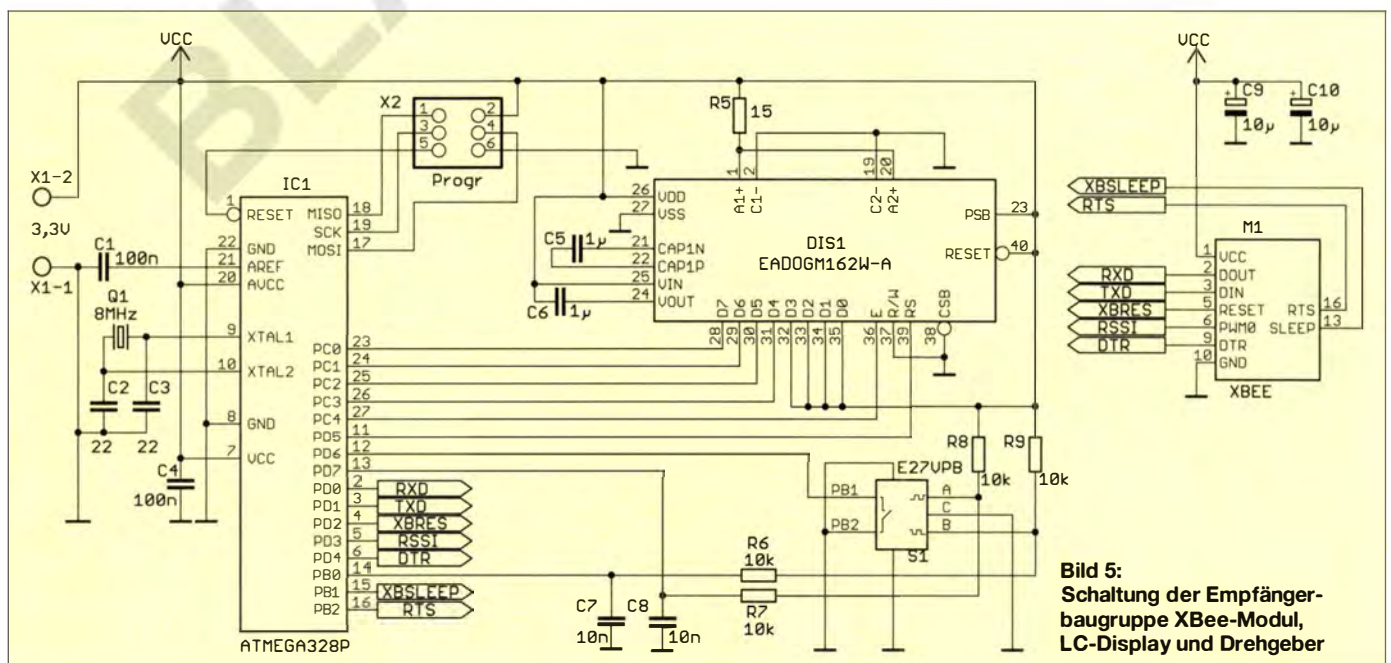 BLA
VCC
VCC
X1-2
3,3V
X1-1
X2
1 2
3 4
5 6
Progr
R5
15
C9
10µ
C10
10µ
IC1
1 RESET
22 GND
21 AREF
20 AVCC
9 XTAL1
10 XTAL2
8 GND
7 VCC
MISO 18
SCK 19
MOSI 17
PC0 23
PC1 24
PC2 25
PC3 26
PC4 27
PD5 11
PD6 12
PD7 13
PD0 2 RXD
PD1 3 TXD
PD2 4 XBRES
PD3 5 RSSI
PD4 6 DTR
PB0 14
PB1 15 XBSLEEP
PB2 16 RTS
ATMEGA328P
C1
100n
Q1
8MHz
C2
22
C3
22
C4
100n
1 2 19 20
A1+ C1- C2- A2+
26 VDD
27 VSS
21 CAP1N
22 CAP1P
25 VIN
24 VOUT
C5
1µ
C6
1µ
DIS1
EADOGM162W-A
PSB 23
RESET 40
D7 D6 D5 D4 D3 D2 D1 D0 E R/W RS CSB
28 29 30 31 32 33 34 35 36 37 39 38
R8
10k
R9
10k
E27VPB
PB1
PB2
A
C
B
S1
R6
10k
R7
10k
C7
10n
C8
10n
XBSLEEP
RTS
RXD
TXD
XBRES
RSSI
DTR
M1
1 VCC
2 DOUT
3 DIN
5 RESET
6 PWM0
9 DTR
10 GND
RTS 16
SLEEP 13
XBEE
Bild 5:
Schaltung der Empfänger-
baugruppe XBee-Modul,
LC-Display und Drehgeber